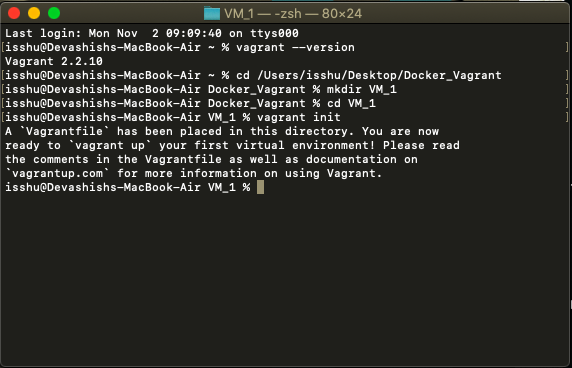 VM_1 — -zsh — 80×24
Last login: Mon Nov  2 09:09:40 on ttys000
[isshu@Devashishs-MacBook-Air ~ % vagrant --version ]
Vagrant 2.2.10
[isshu@Devashishs-MacBook-Air ~ % cd /Users/isshu/Desktop/Docker_Vagrant ]
[isshu@Devashishs-MacBook-Air Docker_Vagrant % mkdir VM_1 ]
[isshu@Devashishs-MacBook-Air Docker_Vagrant % cd VM_1 ]
[isshu@Devashishs-MacBook-Air VM_1 % vagrant init ]
A `Vagrantfile` has been placed in this directory. You are now
ready to `vagrant up` your first virtual environment! Please read
the comments in the Vagrantfile as well as documentation on
`vagrantup.com` for more information on using Vagrant.
isshu@Devashishs-MacBook-Air VM_1 %